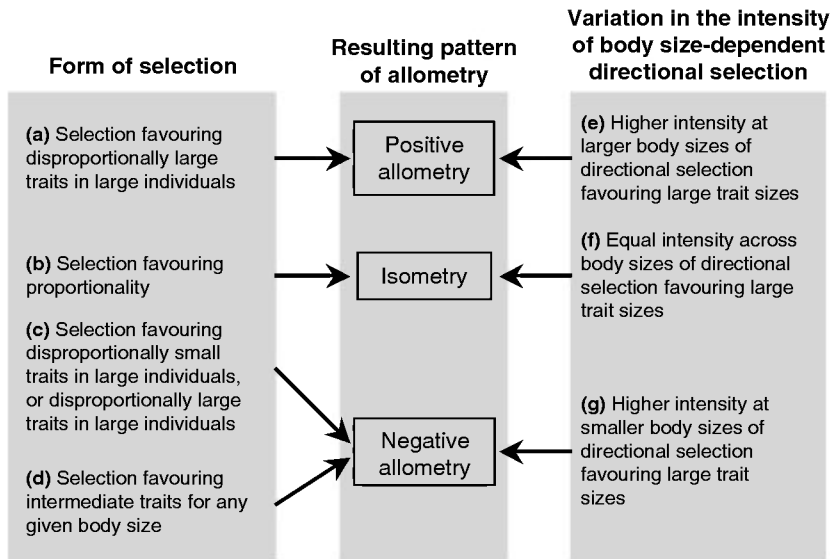 Form of selection
(a) Selection favouring
disproportionally large
traits in large individuals
(b) Selection favouring
proportionality
(c) Selection favouring
disproportionally small
traits in large individuals,
or disproportionally large
traits in large individuals
(d) Selection favouring
intermediate traits for any
given body size
Resulting pattern
of allometry
Positive
allometry
Isometry
Negative
allometry
Variation in the intensity
of body size-dependent
directional selection
(e) Higher intensity at
larger body sizes of
directional selection
favouring large trait sizes
(f) Equal intensity across
body sizes of directional
selection favouring large
trait sizes
(g) Higher intensity at
smaller body sizes of
directional selection
favouring large trait
sizes